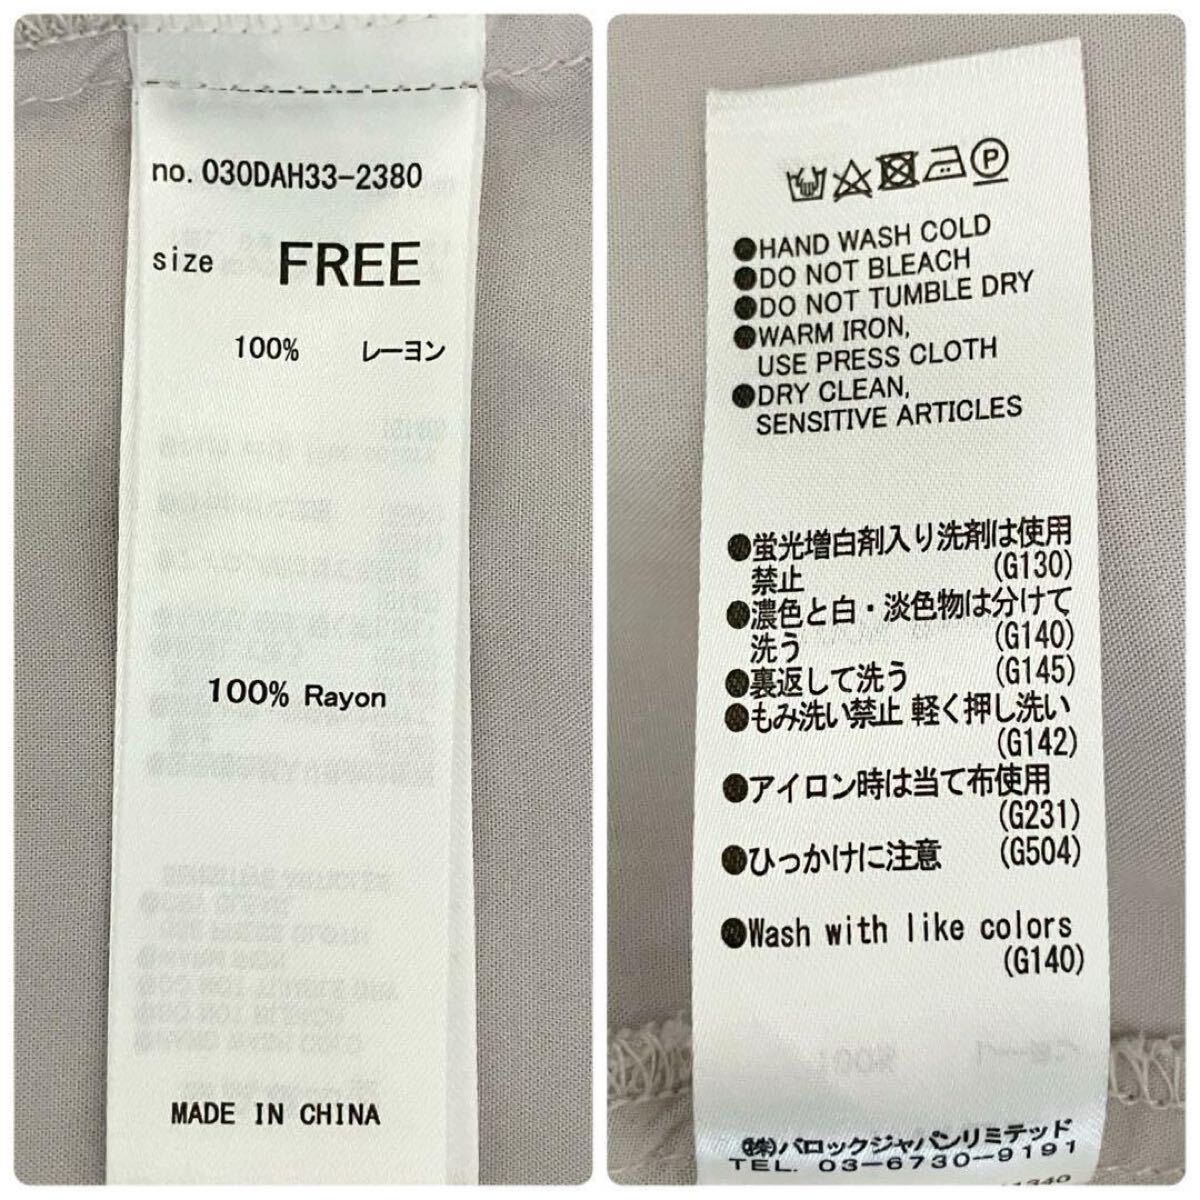 no. 030DAH33-2380
size FREE
100% レーヨン
100% Rayon
MADE IN CHINA
P
●HAND WASH COLD
●DO NOT BLEACH
●DO NOT TUMBLE DRY
●WARM IRON,
USE PRESS CLOTH
●DRY CLEAN,
SENSITIVE ARTICLES
●蛍光増白剤入り洗剤は使用
禁止 (G130)
●濃色と白・淡色物は分けて
洗う (G140)
●裏返して洗う (G145)
●もみ洗い禁止 軽く押し洗い
(G142)
●アイロン時は当て布使用
(G231)
●ひっかけに注意 (G504)
●Wash with like colors
(G140)
㈱バロックジャパンリミテッド
TEL. 03-6730-9191